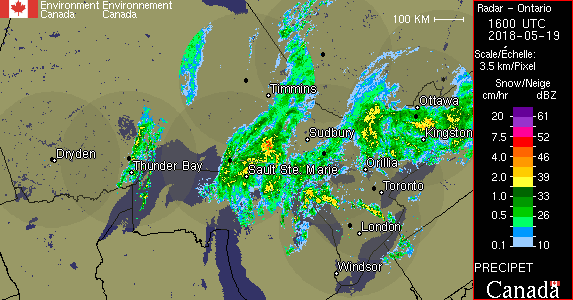 Environment Environnement
Canada Canada
100 KM
Timmins
Ottawa
Sudbury
Kingston
Dryden
Thunder Bay
Sault Ste. Marie
Orillia
Toronto
London
Windsor
Radar - Ontario
1600 UTC
2018-05-19
Scale/Échelle:
3.5 km/Pixel
Snow/Neige
cm/hr dBZ
20 61
7.5 52
4.0 46
2.0 39
1.0 33
0.5 26
0.1 10
PRECIPET
Canada